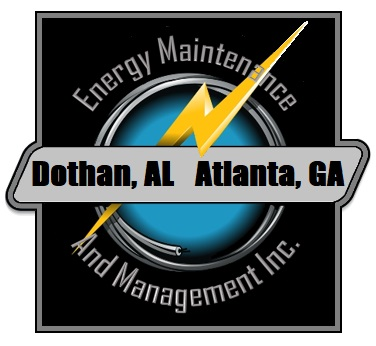 Energy Maintenance
Dothan, AL Atlanta, GA
And Management Inc.